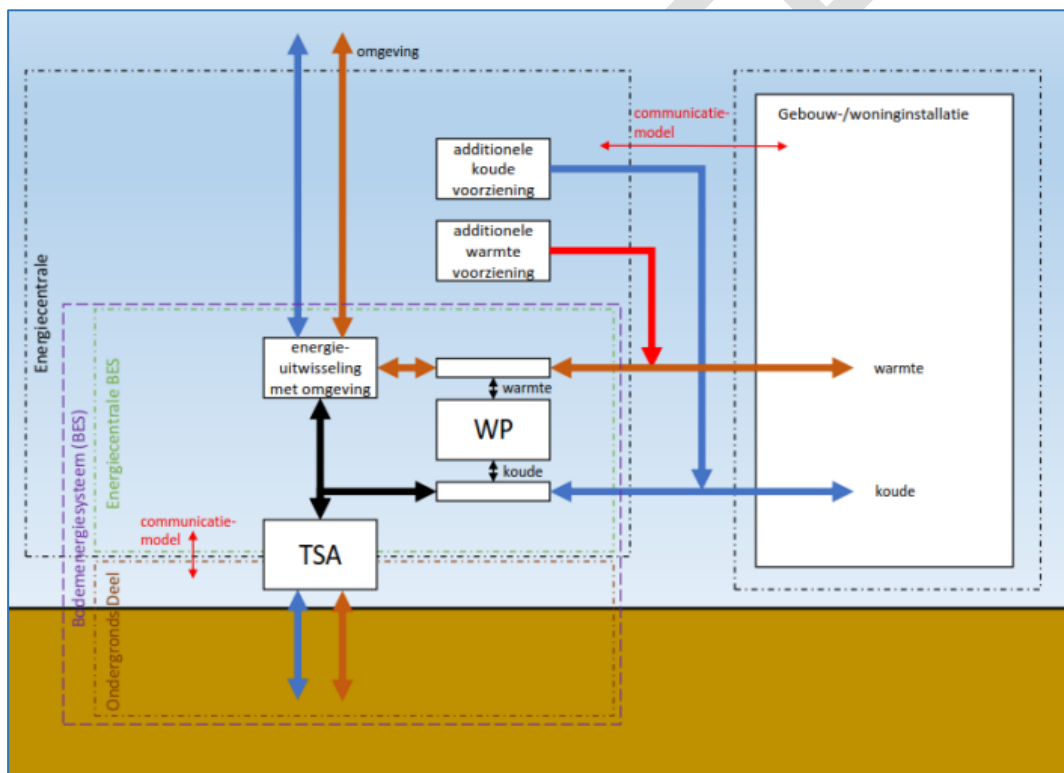 omgeving
communicatie-
model
Gebouw-/woninginstallatie
additionele
koude
voorziening
additionele
warmte
voorziening
Energiecentrale
Bodemenergiesysteem (BES)
Energiecentrale BES
energie-
uitwisseling
met omgeving
warmte
warmte
WP
koude
koude
communicatie-
model
TSA
Ondergronds Deel